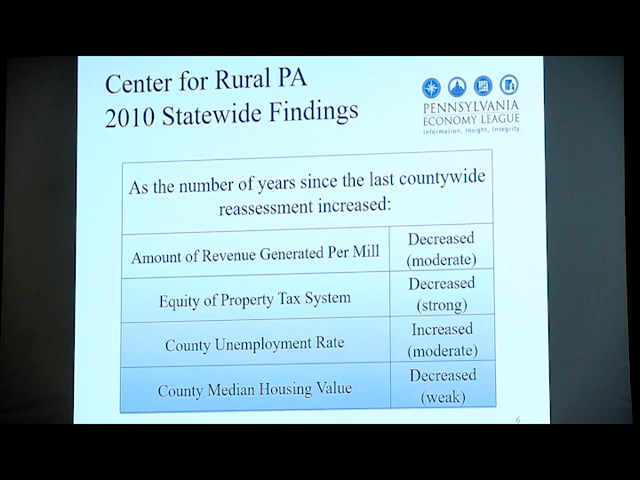 Center for Rural PA
2010 Statewide Findings
PENNSYLVANIA
ECONOMY LEAGUE
Information, Insight, Integrity.
As the number of years since the last countywide
reassessment increased:
Amount of Revenue Generated Per Mill
Decreased
(moderate)
Equity of Property Tax System
Decreased
(strong)
County Unemployment Rate
Increased
(moderate)
County Median Housing Value
Decreased
(weak)
6